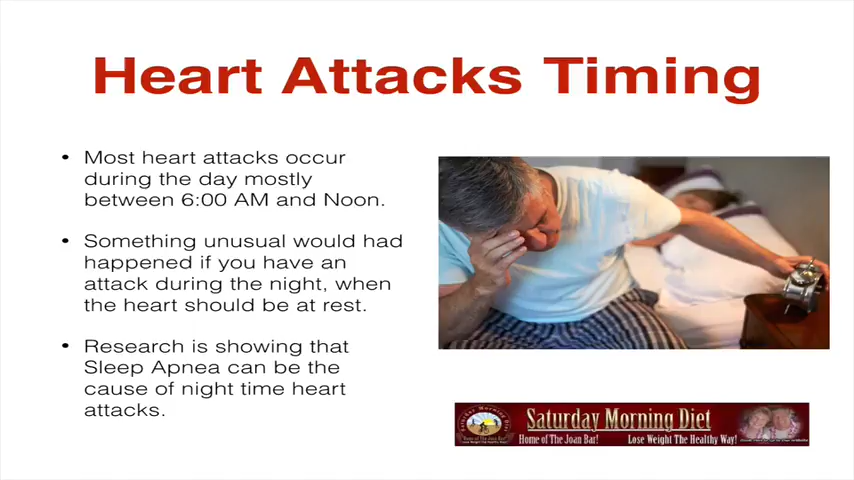 Heart Attacks Timing
• Most heart attacks occur
during the day mostly
between 6:00 AM and Noon.
• Something unusual would had
happened if you have an
attack during the night, when
the heart should be at rest.
• Research is showing that
Sleep Apnea can be the
cause of night time heart
attacks.
Saturday Morning Diet
Home of The Joan Bar! Lose Weight The Healthy Way!